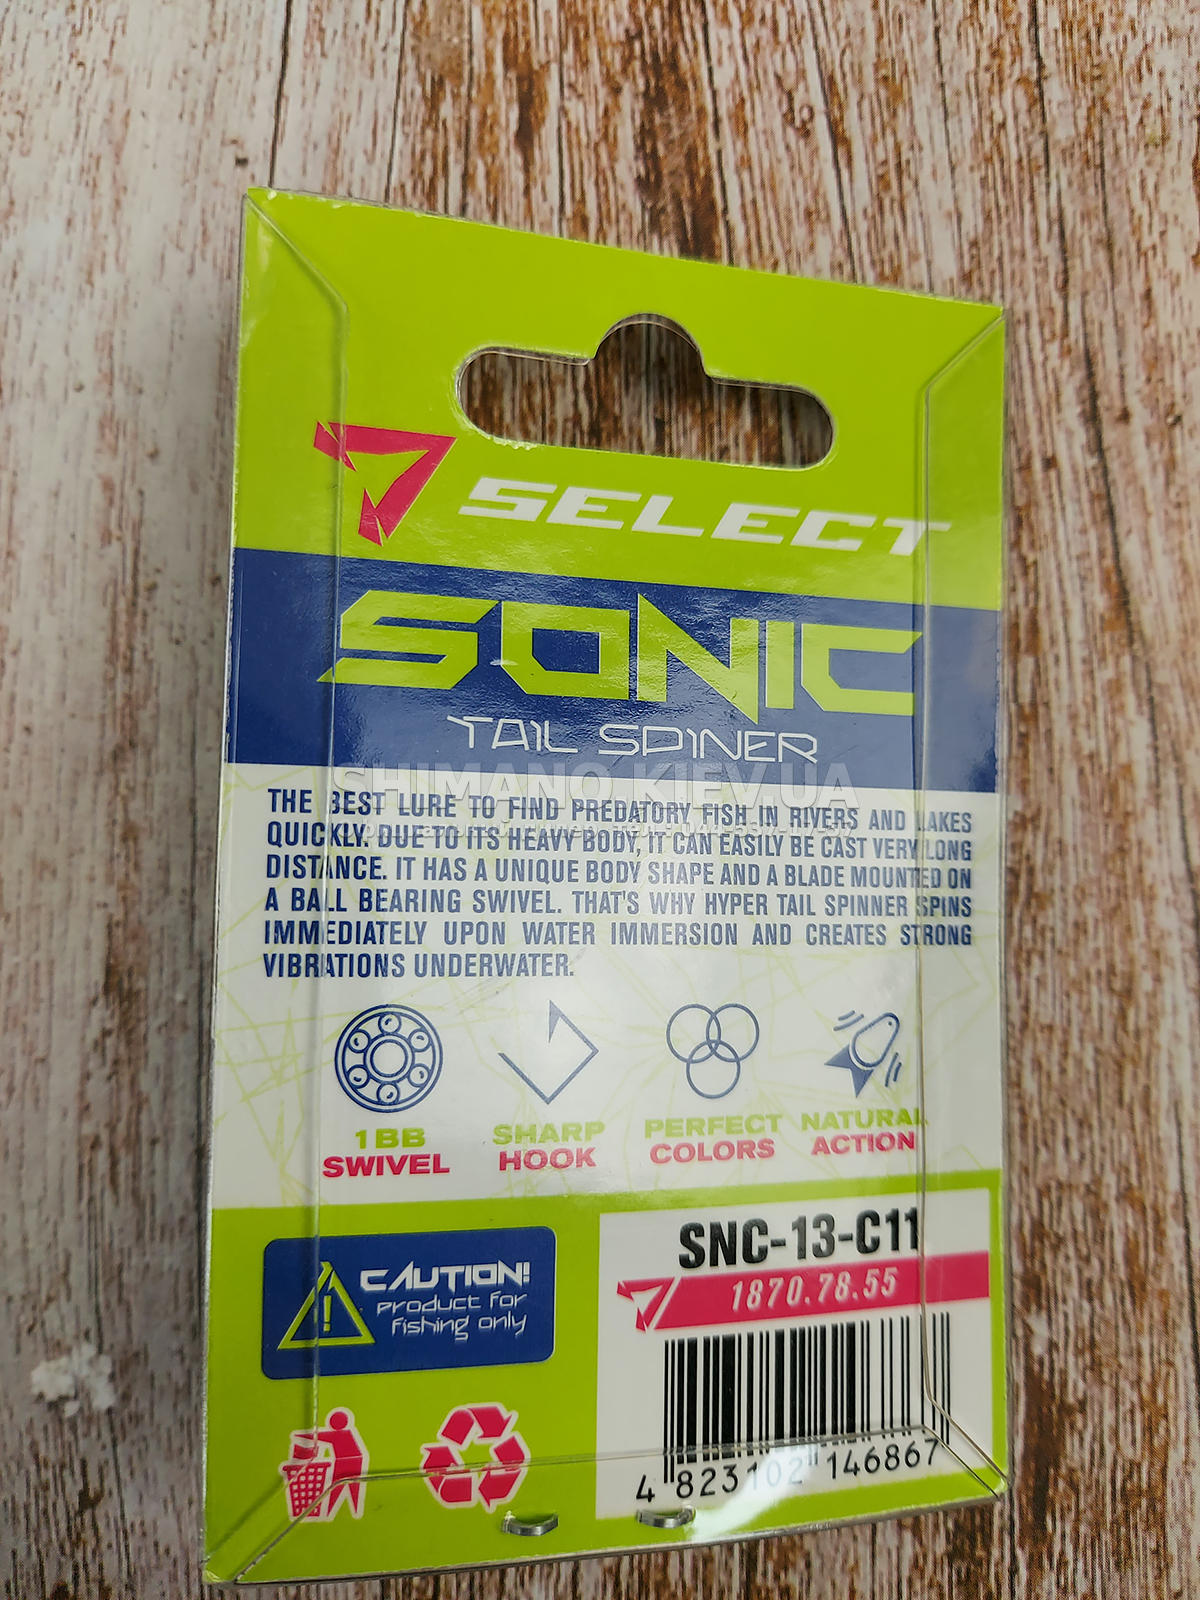 SELECT
SONIC
TAIL SPINER
SHIMANO.KIEV.UA
THE BEST LURE TO FIND PREDATORY FISH IN RIVERS AND LAKES
QUICKLY. DUE TO ITS HEAVY BODY, IT CAN EASILY BE CAST VERY LONG
DISTANCE. IT HAS A UNIQUE BODY SHAPE AND A BLADE MOUNTED ON
A BALL BEARING SWIVEL. THAT'S WHY HYPER TAIL SPINNER SPINS
IMMEDIATELY UPON WATER IMMERSION AND CREATES STRONG
VIBRATIONS UNDERWATER.
1BB
SWIVEL
SHARP
HOOK
PERFECT
COLORS
NATURAL
ACTION
SNC-13-C11
1870.78.55
CAUTION!
Product for
fishing only
4 823102 146867